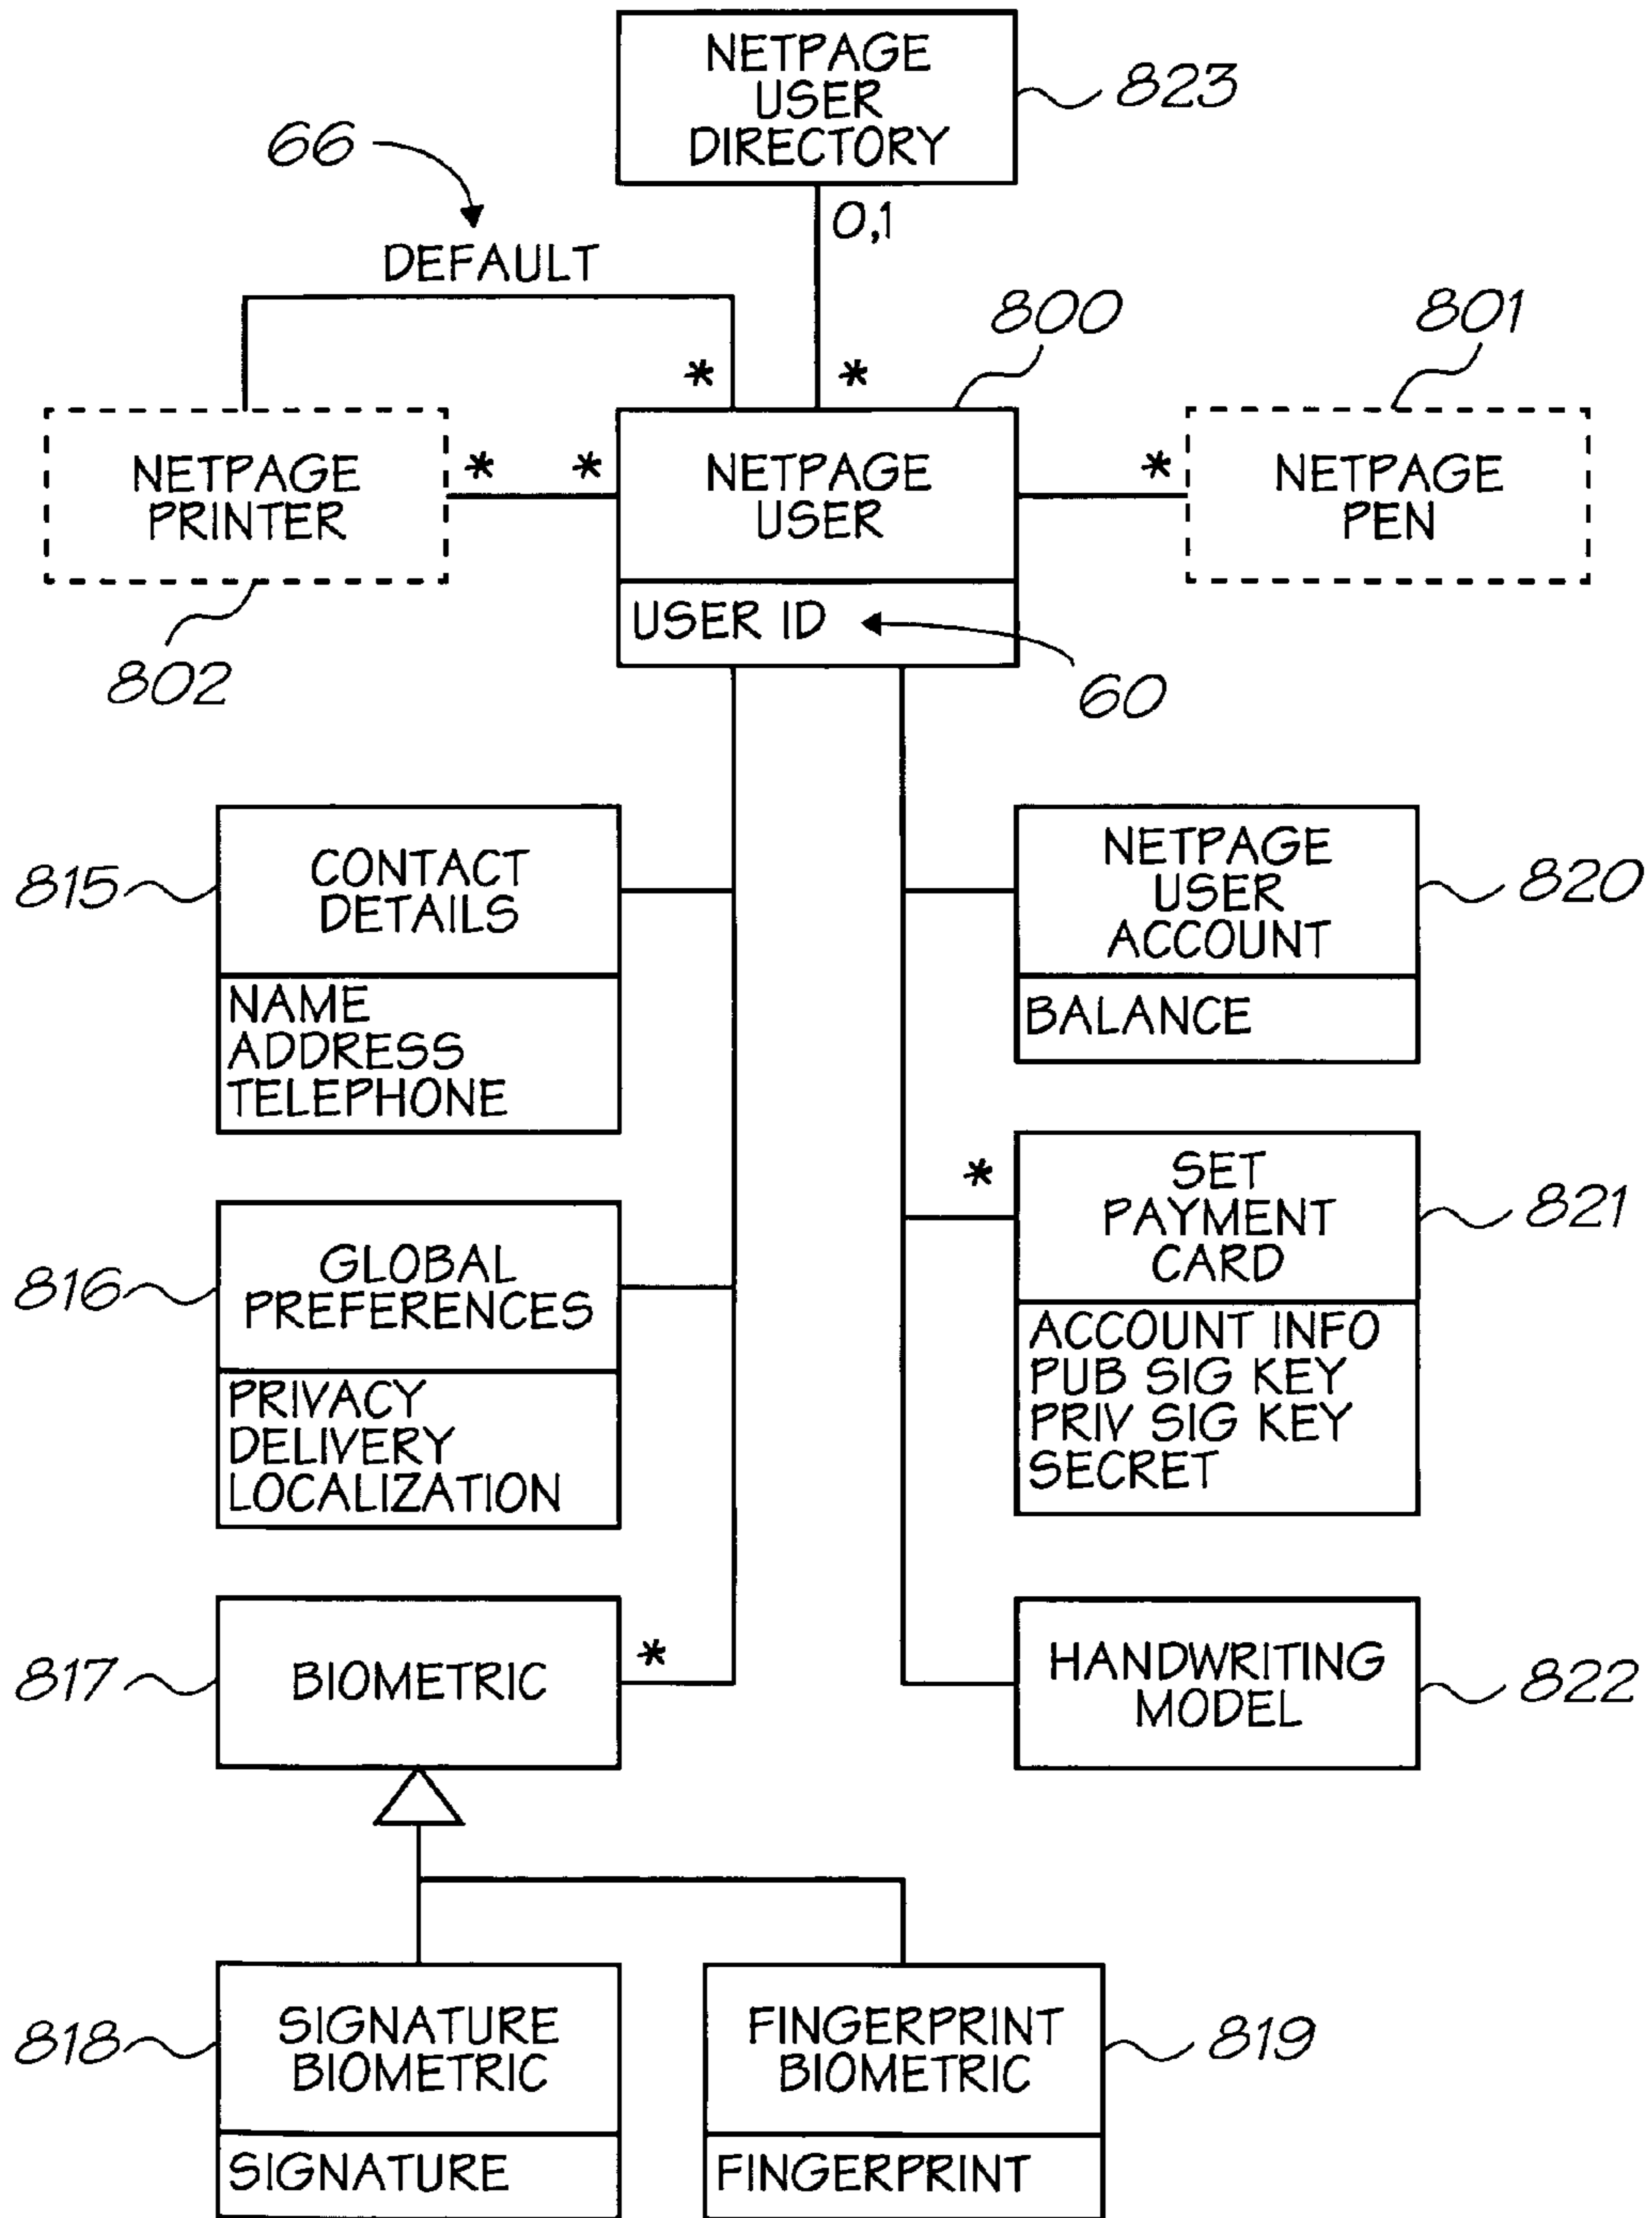 NETPAGE
USER
DIRECTORY
823
66
0,1
DEFAULT
800
801
*
*
NETPAGE
PRINTER
*
*
NETPAGE
USER
*
NETPAGE
PEN
USER ID
802
60
815
CONTACT
DETAILS
NAME
ADDRESS
TELEPHONE
NETPAGE
USER
ACCOUNT
820
BALANCE
*
SET
PAYMENT
CARD
821
ACCOUNT INFO
PUB SIG KEY
PRIV SIG KEY
SECRET
816
GLOBAL
PREFERENCES
PRIVACY
DELIVERY
LOCALIZATION
817
BIOMETRIC
*
HANDWRITING
MODEL
822
818
SIGNATURE
BIOMETRIC
SIGNATURE
FINGERPRINT
BIOMETRIC
819
FINGERPRINT